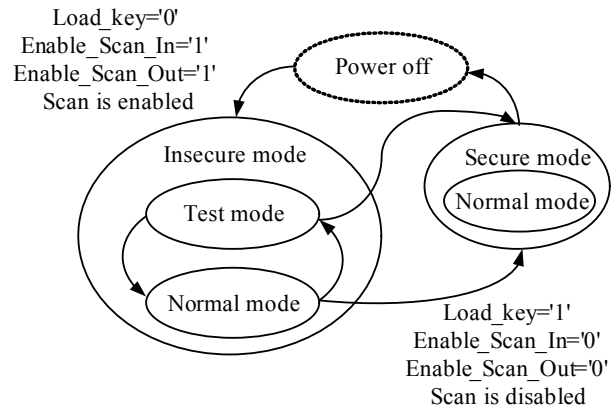 Load_key='0'
Enable_Scan_In='1'
Enable_Scan_Out='1'
Scan is enabled
Power off
Insecure mode
Test mode
Normal mode
Secure mode
Normal mode
Load_key='1'
Enable_Scan_In='0'
Enable_Scan_Out='0'
Scan is disabled